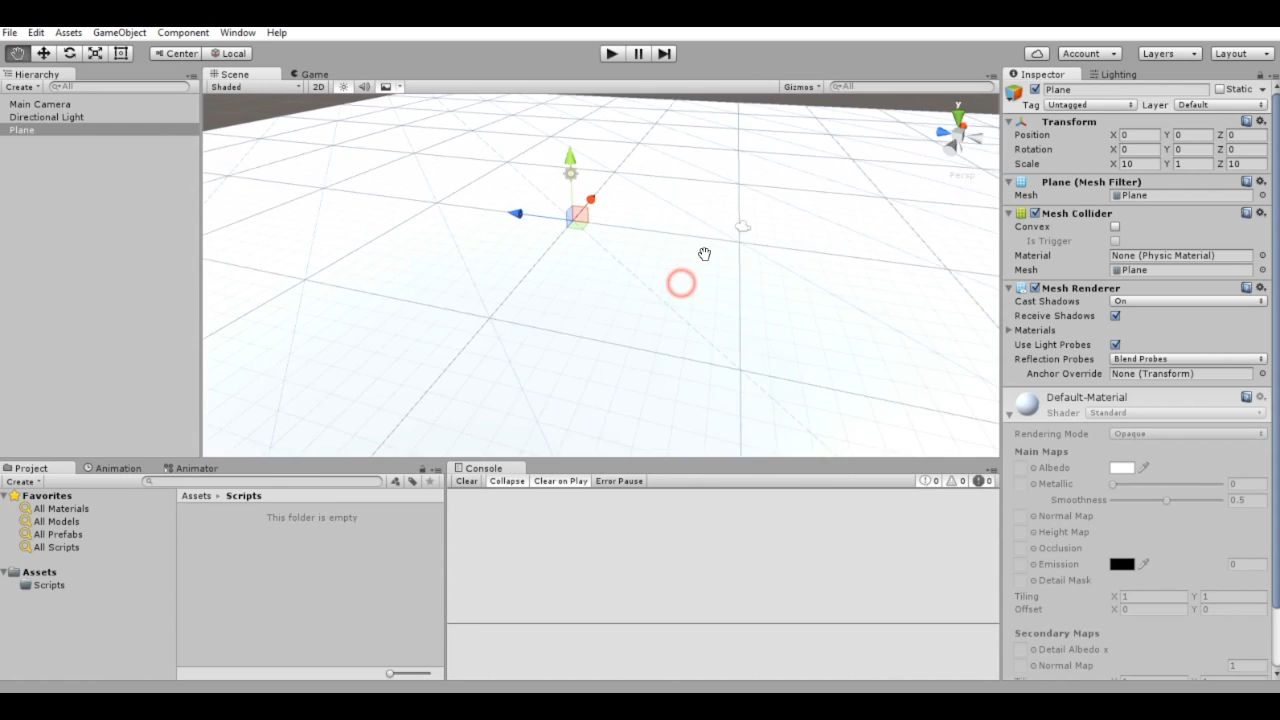 File Edit Assets GameObject Component Window Help
Center Local Account Layers Layout
Hierarchy
Create All
Main Camera
Directional Light
Plane
Scene Game
Shaded 2D Gizmos All
y
Persp
Inspector Lighting
Plane Static
Tag Untagged Layer Default
Transform
Position X 0 Y 0 Z 0
Rotation X 0 Y 0 Z 0
Scale X 10 Y 1 Z 10
Plane (Mesh Filter)
Mesh Plane
Mesh Collider
Convex
Is Trigger
Material None (Physic Material)
Mesh Plane
Mesh Renderer
Cast Shadows On
Receive Shadows
Materials
Use Light Probes
Reflection Probes Blend Probes
Anchor Override None (Transform)
Default-Material
Shader Standard
Rendering Mode Opaque
Main Maps
Albedo
Metallic 0
Smoothness 0.5
Normal Map
Height Map
Occlusion
Emission 0
Detail Mask
Tiling X 1 Y 1
Offset X 0 Y 0
Secondary Maps
Detail Albedo x
Normal Map 1
Project Animation Animator
Create
Favorites
All Materials
All Models
All Prefabs
All Scripts
Assets
Scripts
Assets Scripts
This folder is empty
Console
Clear Collapse Clear on Play Error Pause 0 0 0